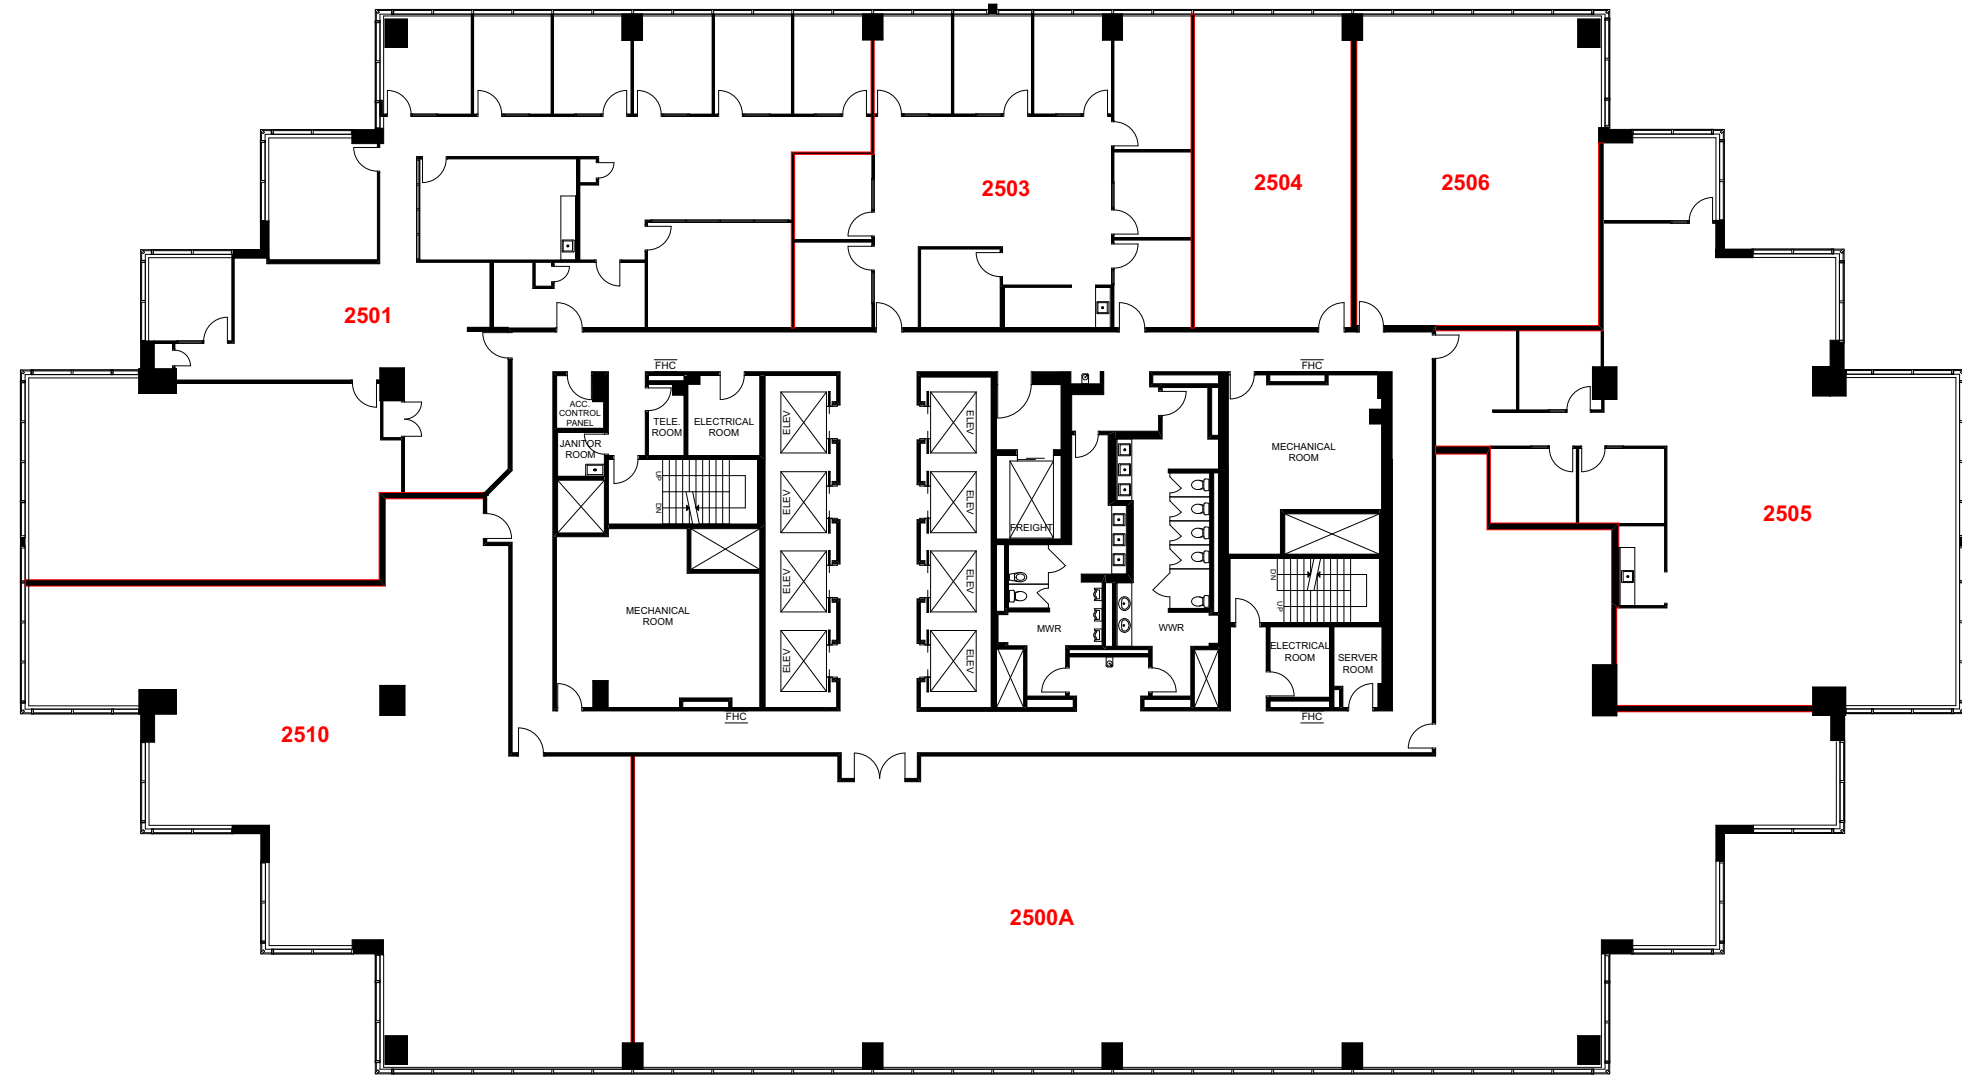 2503
2504
2506
2501
FHC
FHC
ACC.
CONTROL
PANEL
TELE.
ROOM
ELECTRICAL
ROOM
ELEV
ELEV
JANITOR
ROOM
MECHANICAL
ROOM
UP
DN
ELEV
ELEV
FREIGHT
2505
ELEV
ELEV
DN
UP
MECHANICAL
ROOM
MWR
WWR
ELECTRICAL
ROOM
SERVER
ROOM
ELEV
ELEV
FHC
FHC
2510
2500A